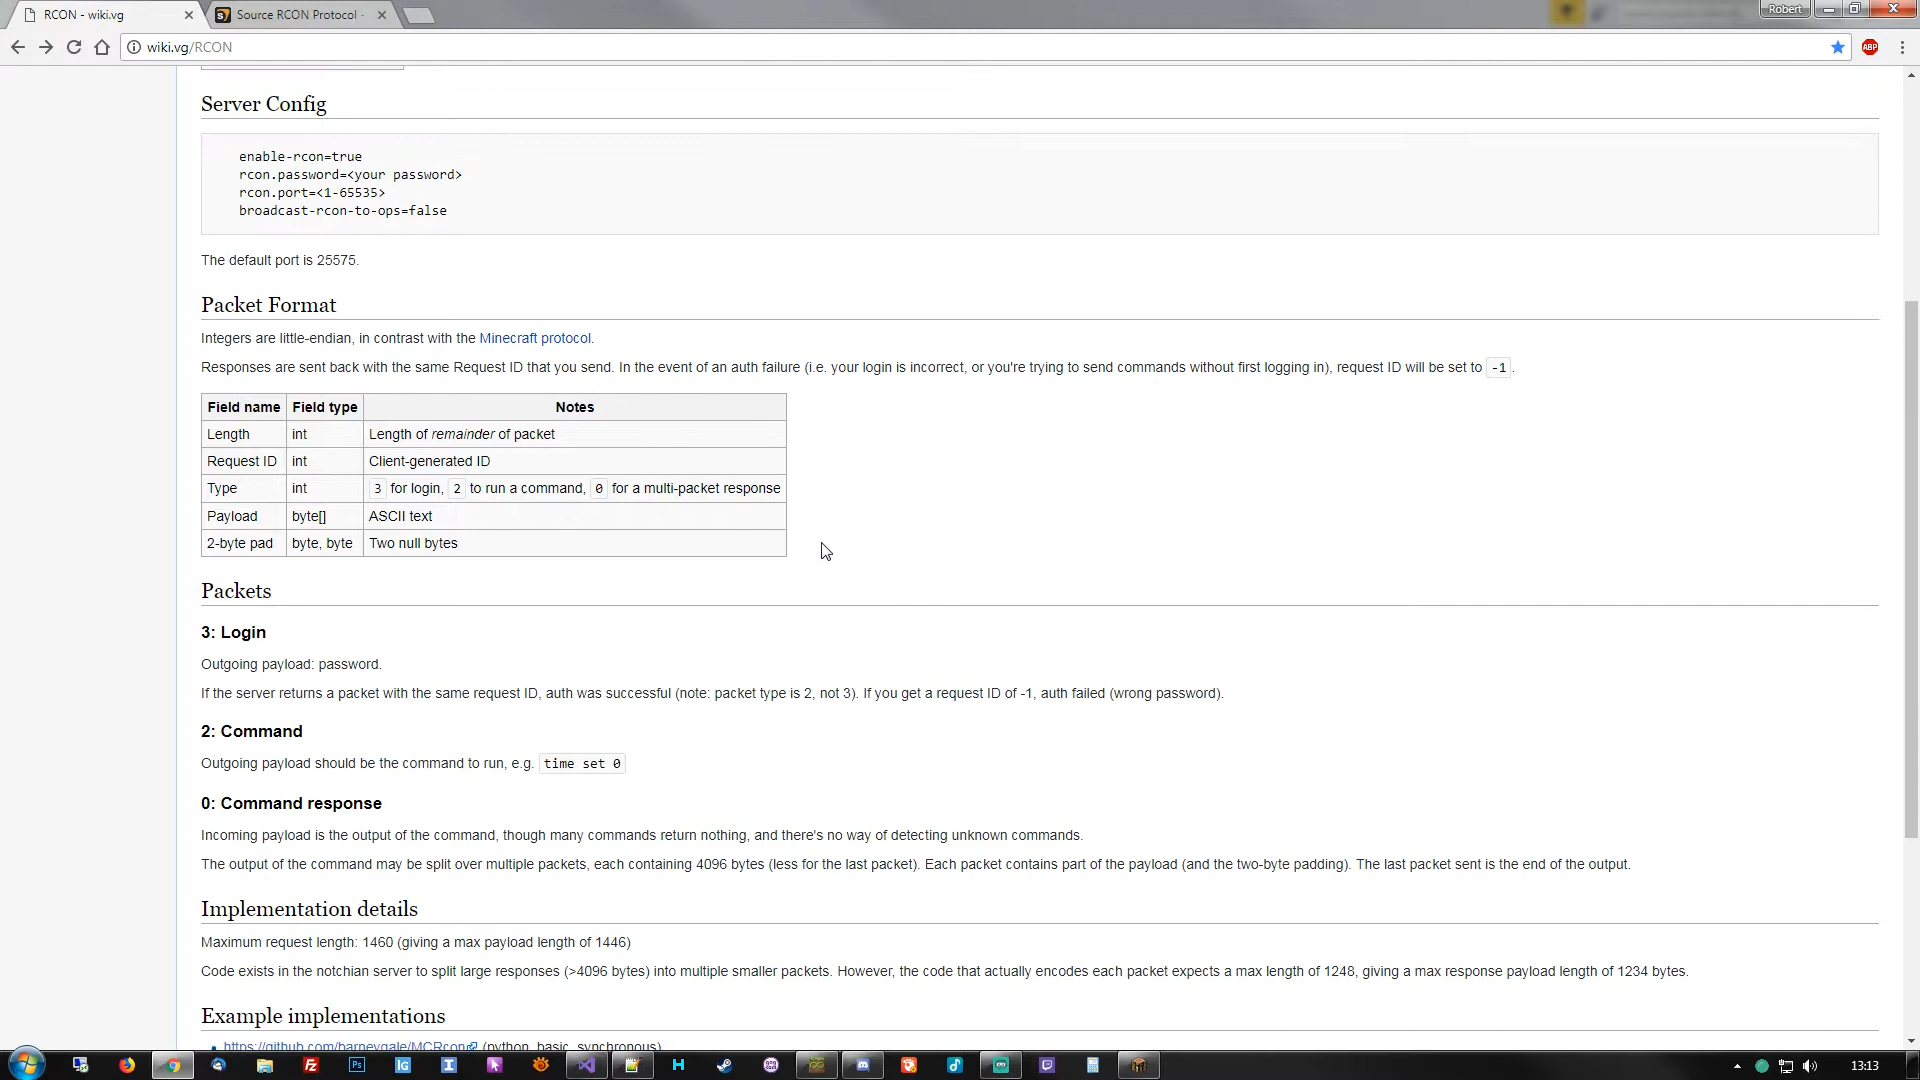 RCON - wiki.vg
Source RCON Protocol -
Robert
wiki.vg/RCON
ABP
Server Config
enable-rcon=true
rcon.password=<your password>
rcon.port=<1-65535>
broadcast-rcon-to-ops=false
The default port is 25575.
Packet Format
Integers are little-endian, in contrast with the Minecraft protocol.
Responses are sent back with the same Request ID that you send. In the event of an auth failure (i.e. your login is incorrect, or you're trying to send commands without first logging in), request ID will be set to -1 .
Field name Field type Notes
Length int Length of remainder of packet
Request ID int Client-generated ID
Type int 3 for login, 2 to run a command, 0 for a multi-packet response
Payload byte[] ASCII text
2-byte pad byte, byte Two null bytes
Packets
3: Login
Outgoing payload: password.
If the server returns a packet with the same request ID, auth was successful (note: packet type is 2, not 3). If you get a request ID of -1, auth failed (wrong password).
2: Command
Outgoing payload should be the command to run, e.g. time set 0
0: Command response
Incoming payload is the output of the command, though many commands return nothing, and there's no way of detecting unknown commands.
The output of the command may be split over multiple packets, each containing 4096 bytes (less for the last packet). Each packet contains part of the payload (and the two-byte padding). The last packet sent is the end of the output.
Implementation details
Maximum request length: 1460 (giving a max payload length of 1446)
Code exists in the notchian server to split large responses (>4096 bytes) into multiple smaller packets. However, the code that actually encodes each packet expects a max length of 1248, giving a max response payload length of 1234 bytes.
Example implementations
https://github.com/barneygale/MCRcon (python, basic, synchronous)
13:13